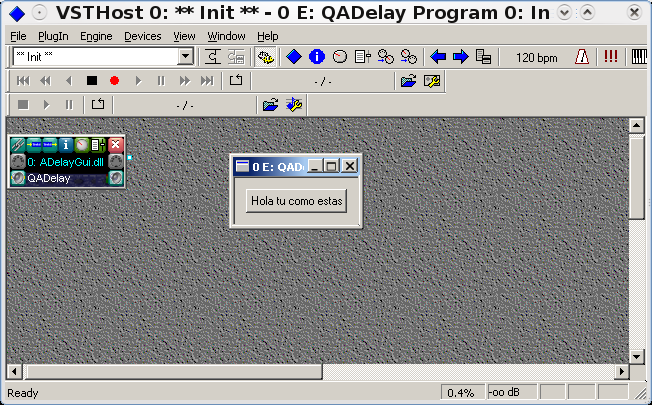 VSTHost 0: ** Init ** - 0 E: QADelay Program 0: In
File PlugIn Engine Devices View Window Help
** Init **
120 bpm
- / -
- / -
0: ADelayGui.dll
QADelay
0 E: QAD
Hola tu como estas
Ready
0.4%
-oo dB